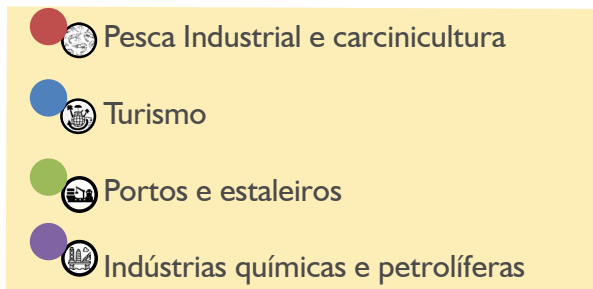 Pesca Industrial e carcinicultura
Turismo
Portos e estaleiros
Indústrias químicas e petrolíferas